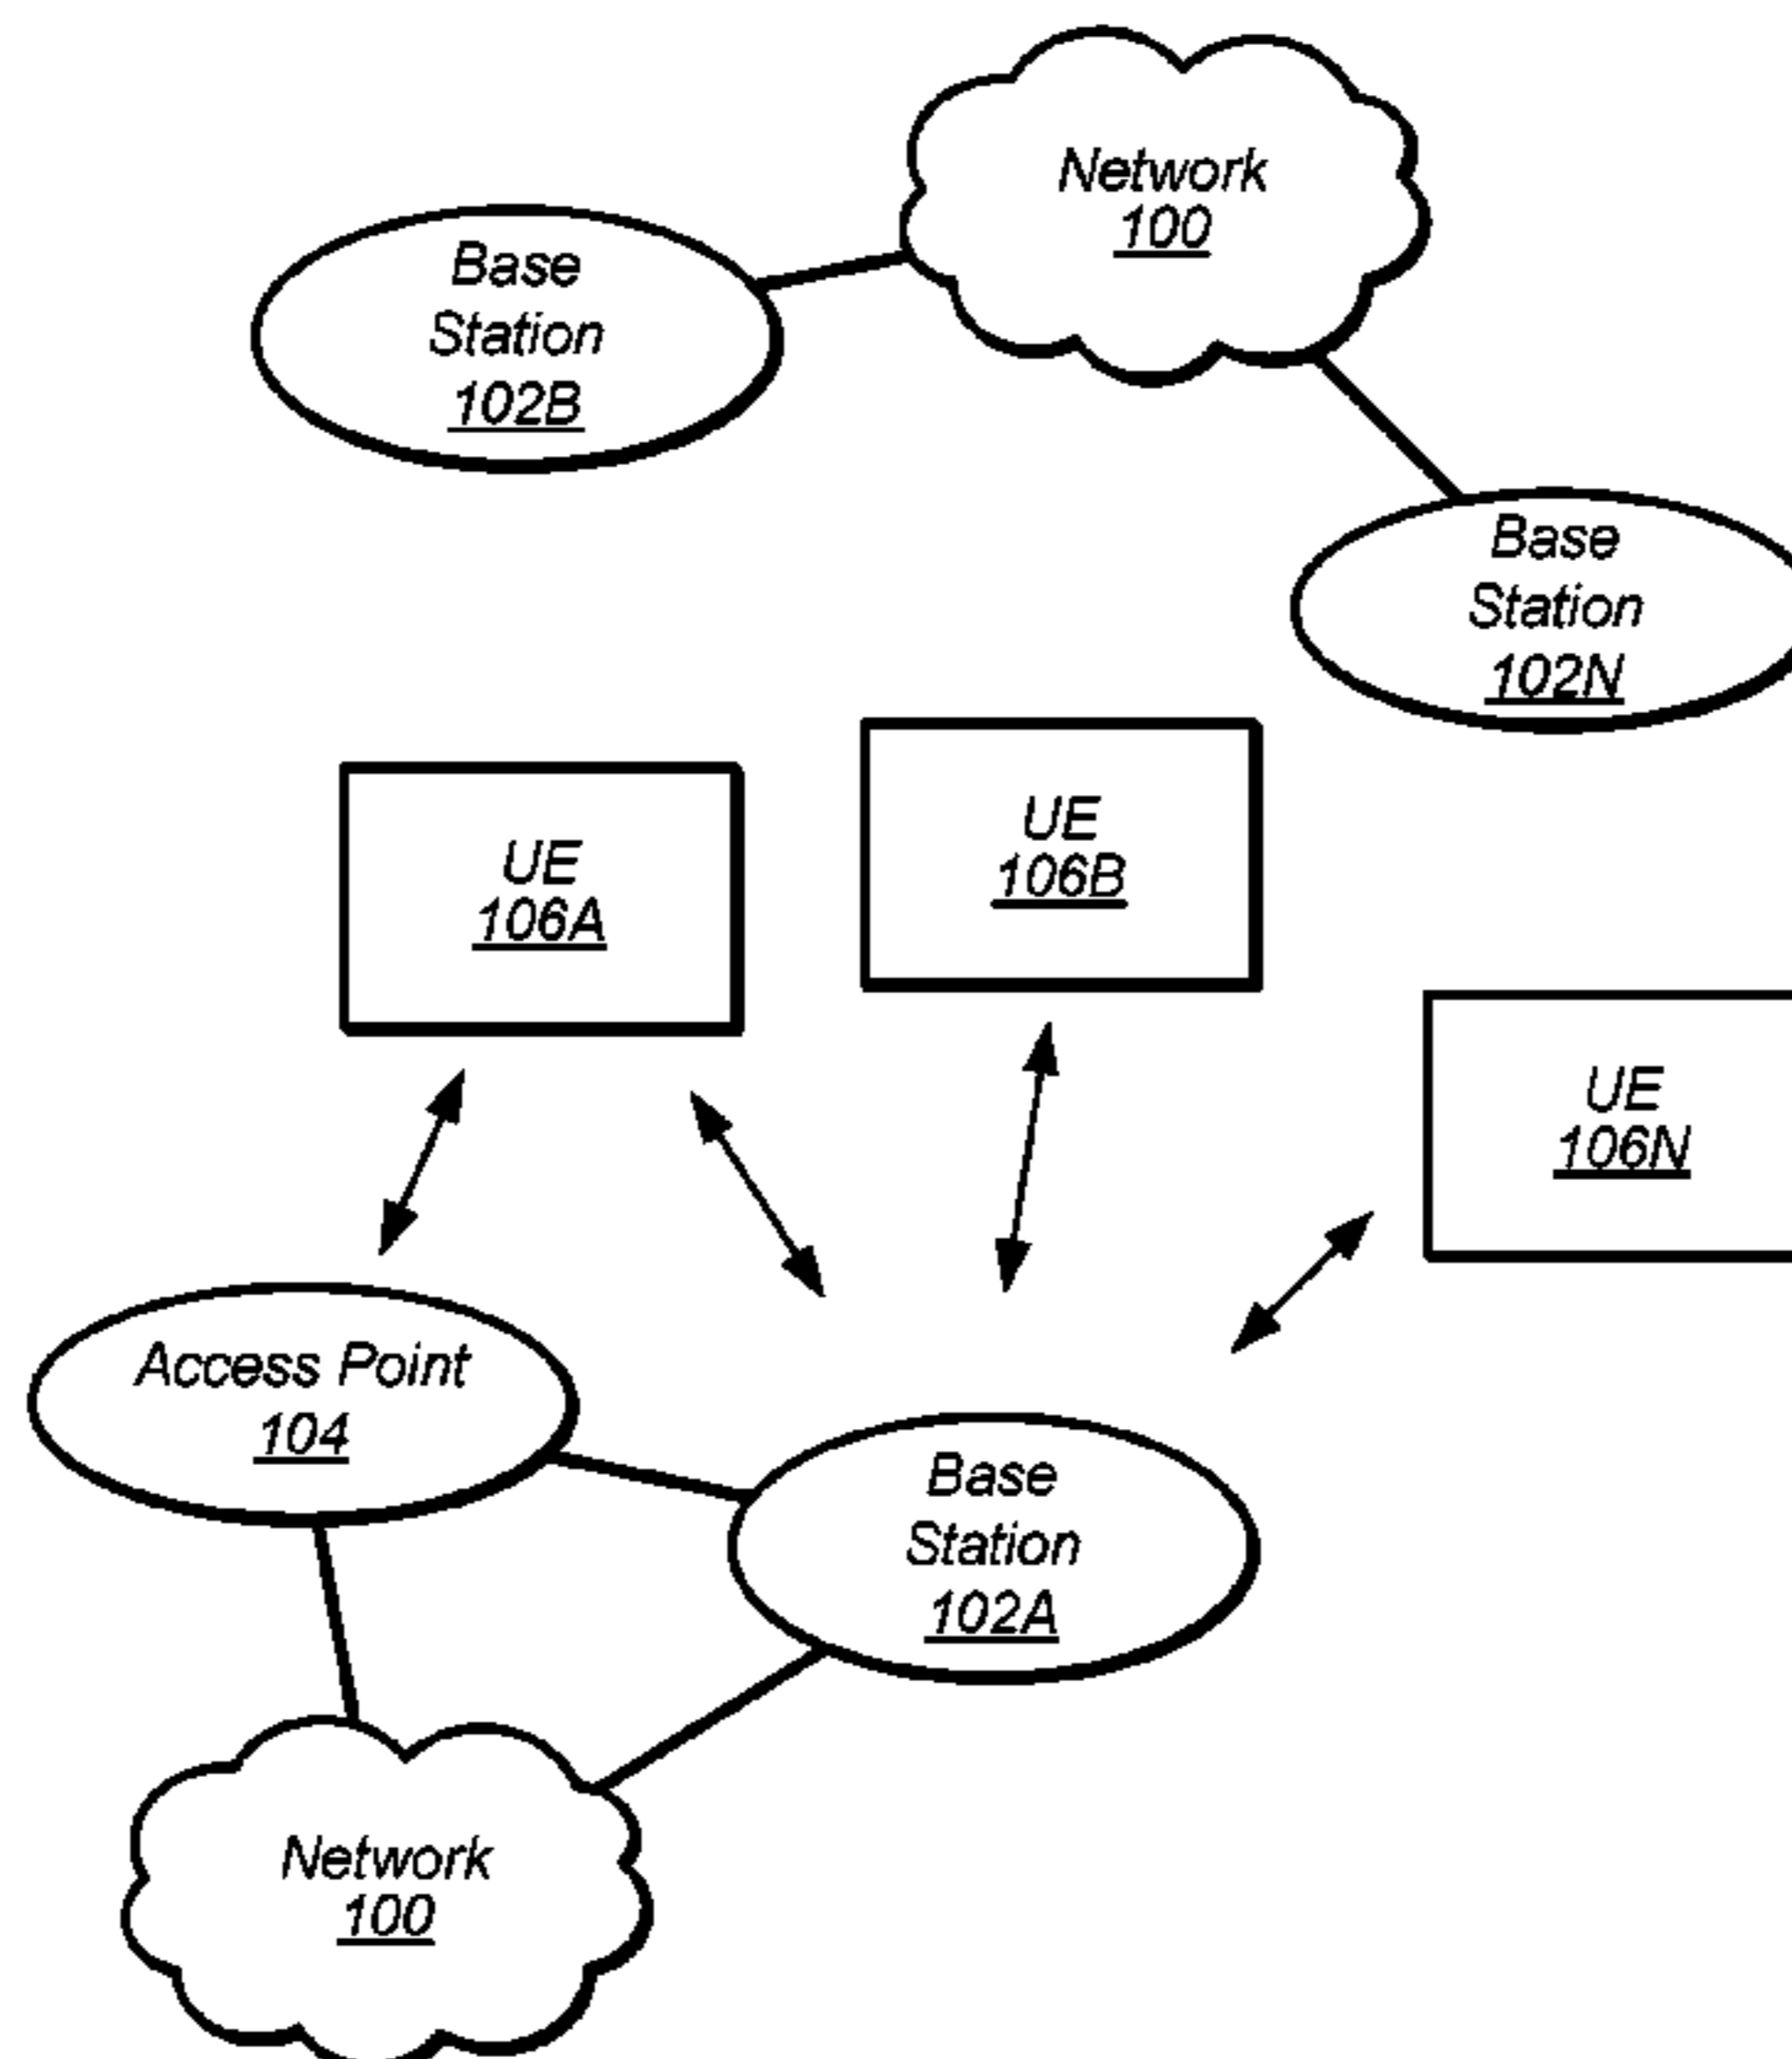 Network
100
Base
Station
102B
Base
Station
102N
UE
106A
UE
106B
UE
106N
Access Point
104
Base
Station
102A
Network
100